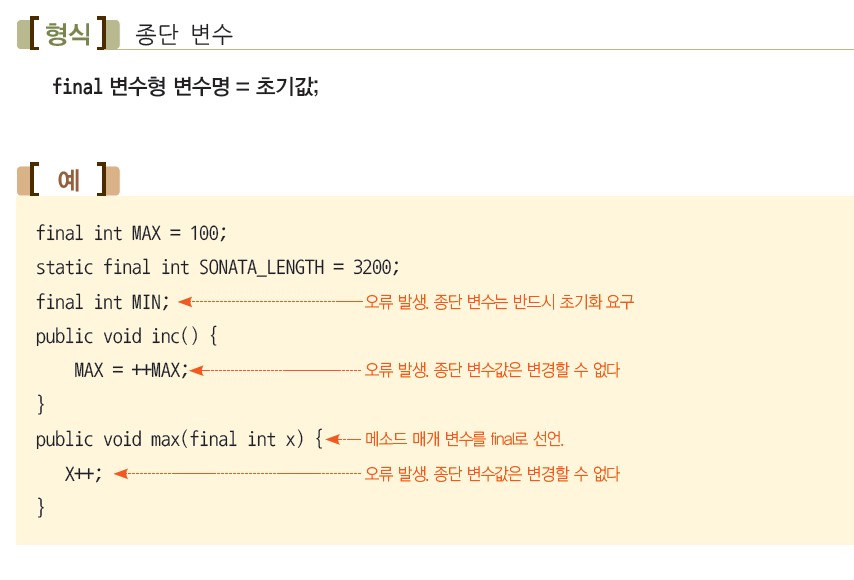 [형식] 종단 변수
final 변수형 변수명 = 초기값;
[예]
final int MAX = 100;
static final int SONATA_LENGTH = 3200;
final int MIN; 오류 발생. 종단 변수는 반드시 초기화 요구
public void inc() {
MAX = ++MAX; 오류 발생. 종단 변수값은 변경할 수 없다
}
public void max(final int x) { 메소드 매개 변수를 final로 선언.
X++; 오류 발생. 종단 변수값은 변경할 수 없다
}